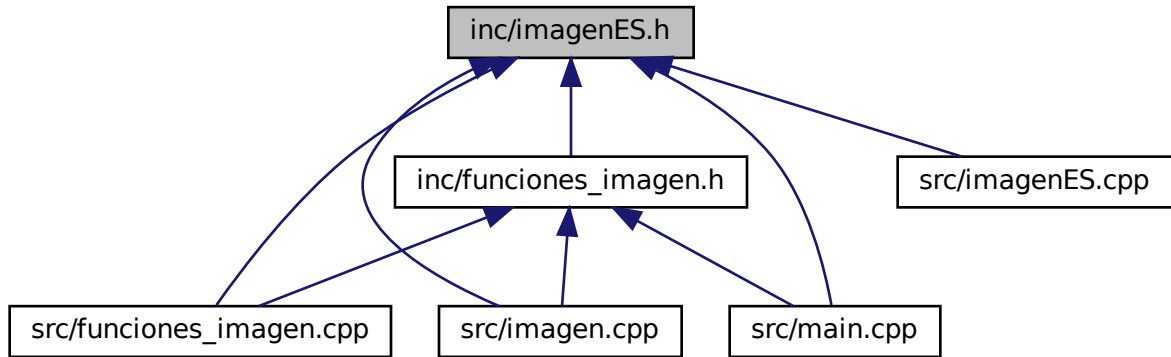 inc/imagenES.h
inc/funciones_imagen.h
src/imagenES.cpp
src/funciones_imagen.cpp
src/imagen.cpp
src/main.cpp